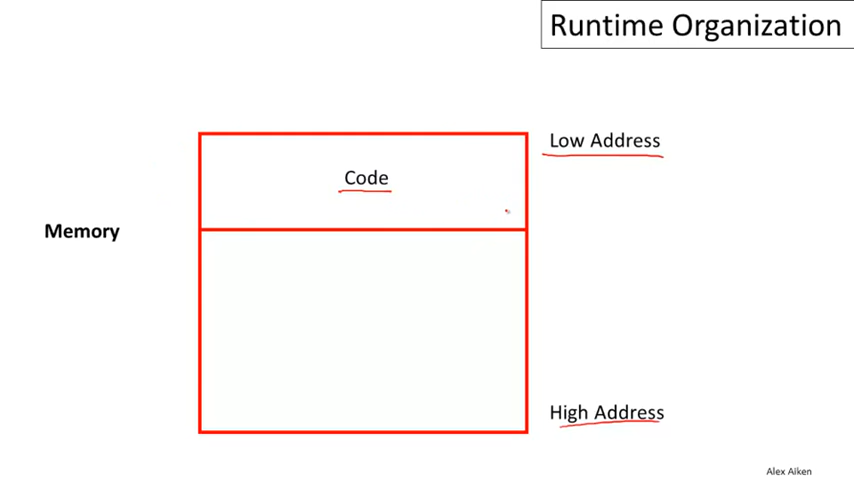 Runtime Organization
Low Address
Code
Memory
High Address
Alex Aiken